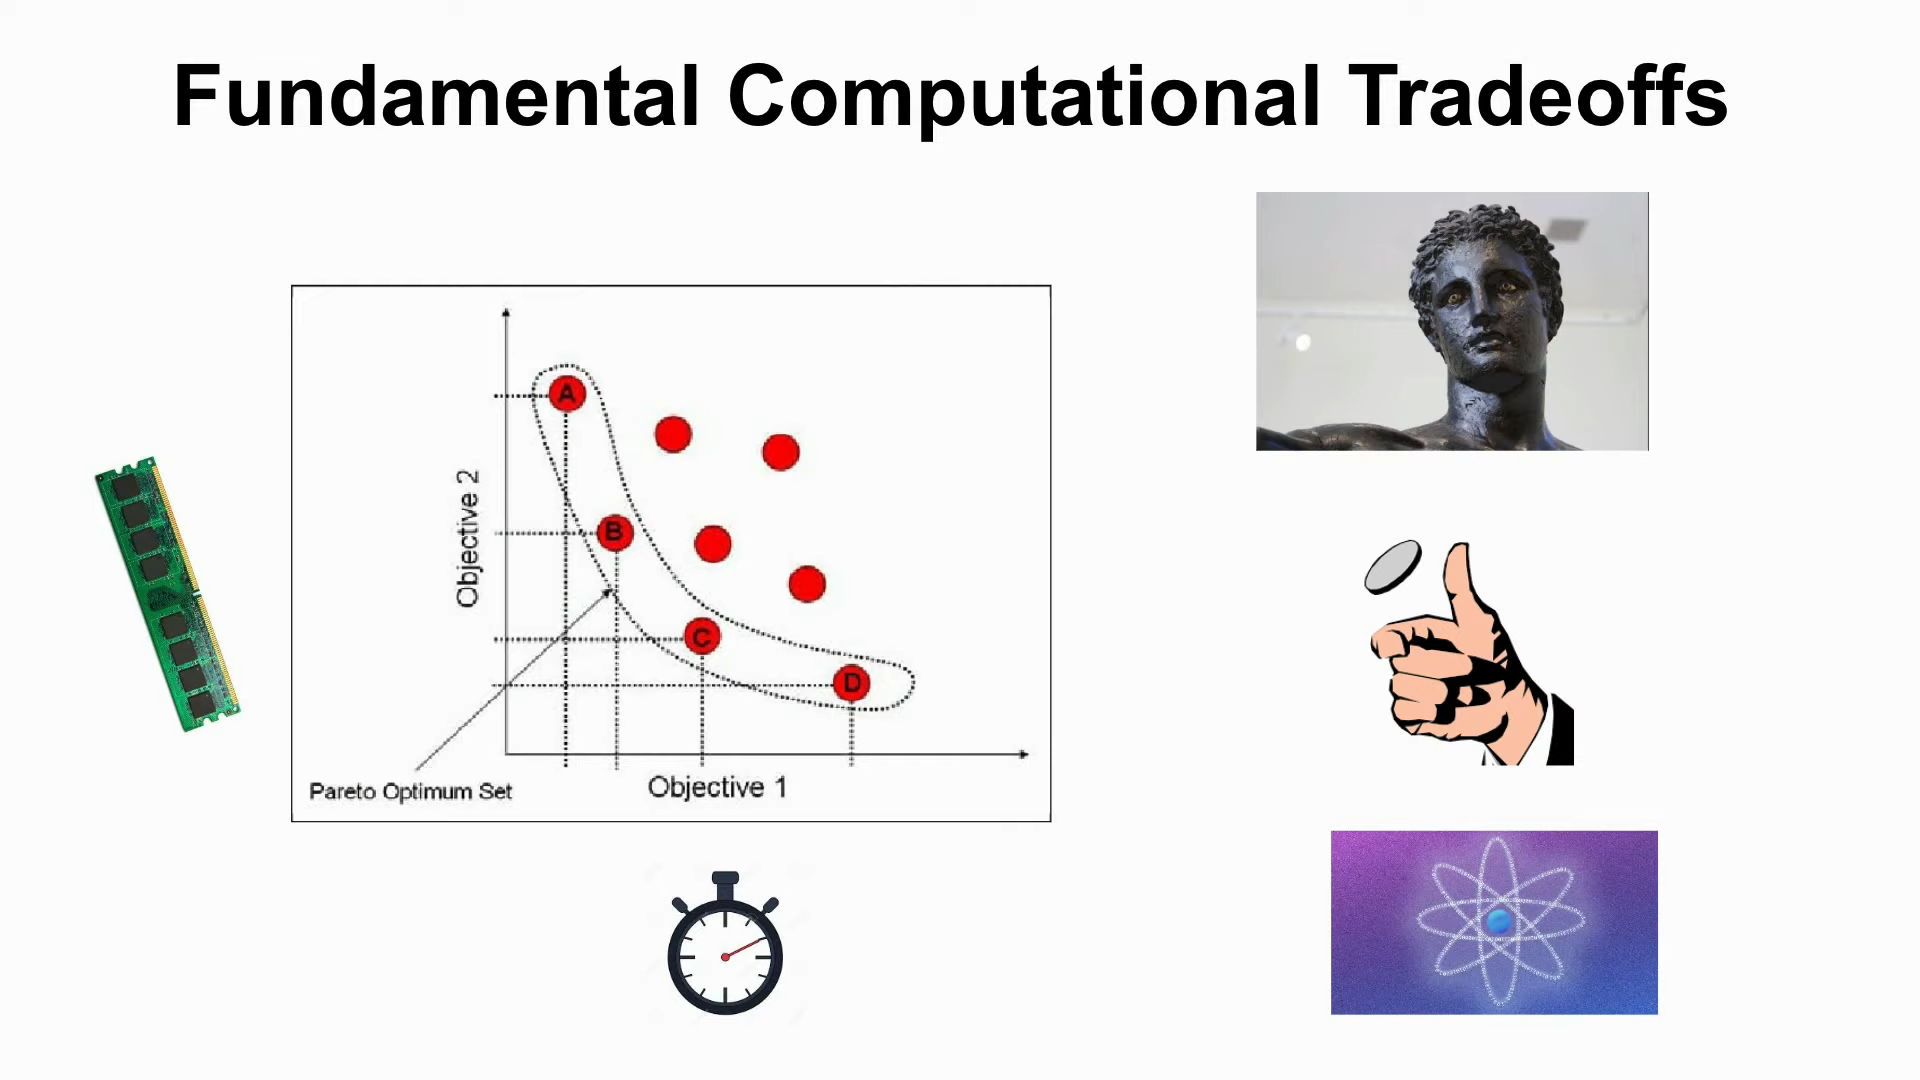 Fundamental Computational Tradeoffs
A
B
C
D
Objective 2
Objective 1
Pareto Optimum Set